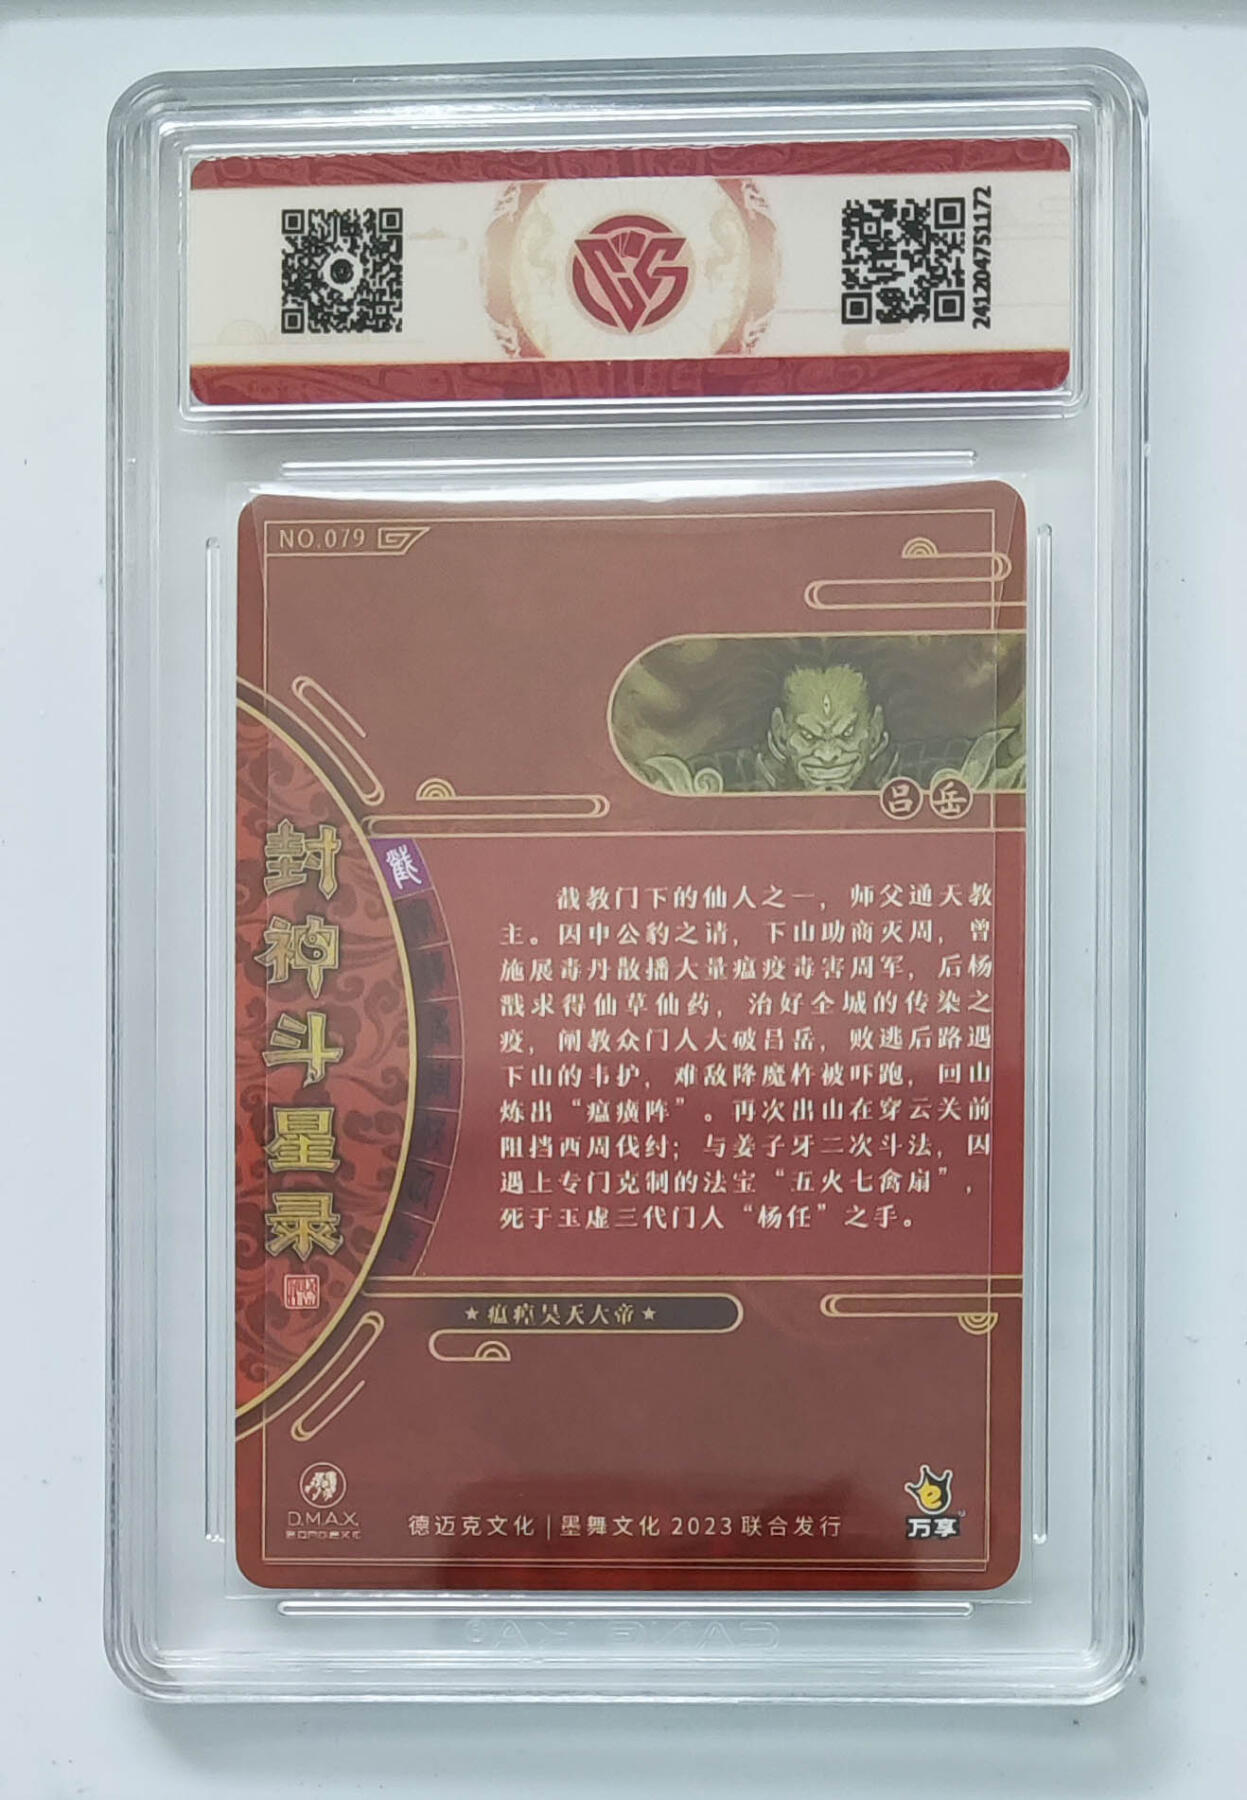 2412047511172
NO.079
吕岳
封神斗星录
截
截教门下的仙人之一，师父通天教
主。因申公豹之请，下山助商灭周，曾
施展毒丹散播大量瘟疫毒害周军，后杨
戬求得仙草仙药，治好全城的传染之
疫，阐教众门人大破吕岳，败逃后路遇
下山的韦护，难敌降魔杵被吓跑，回山
炼出“瘟癀阵”。再次出山在穿云关前
阻挡西周伐纣；与姜子牙二次斗法，因
遇上专门克制的法宝“五火七禽扇”，
死于玉虚三代门人“杨任”之手。
★瘟瘴昊天大帝★
D.M.A.X.
德迈克文化|墨舞文化 2023联合发行
万享